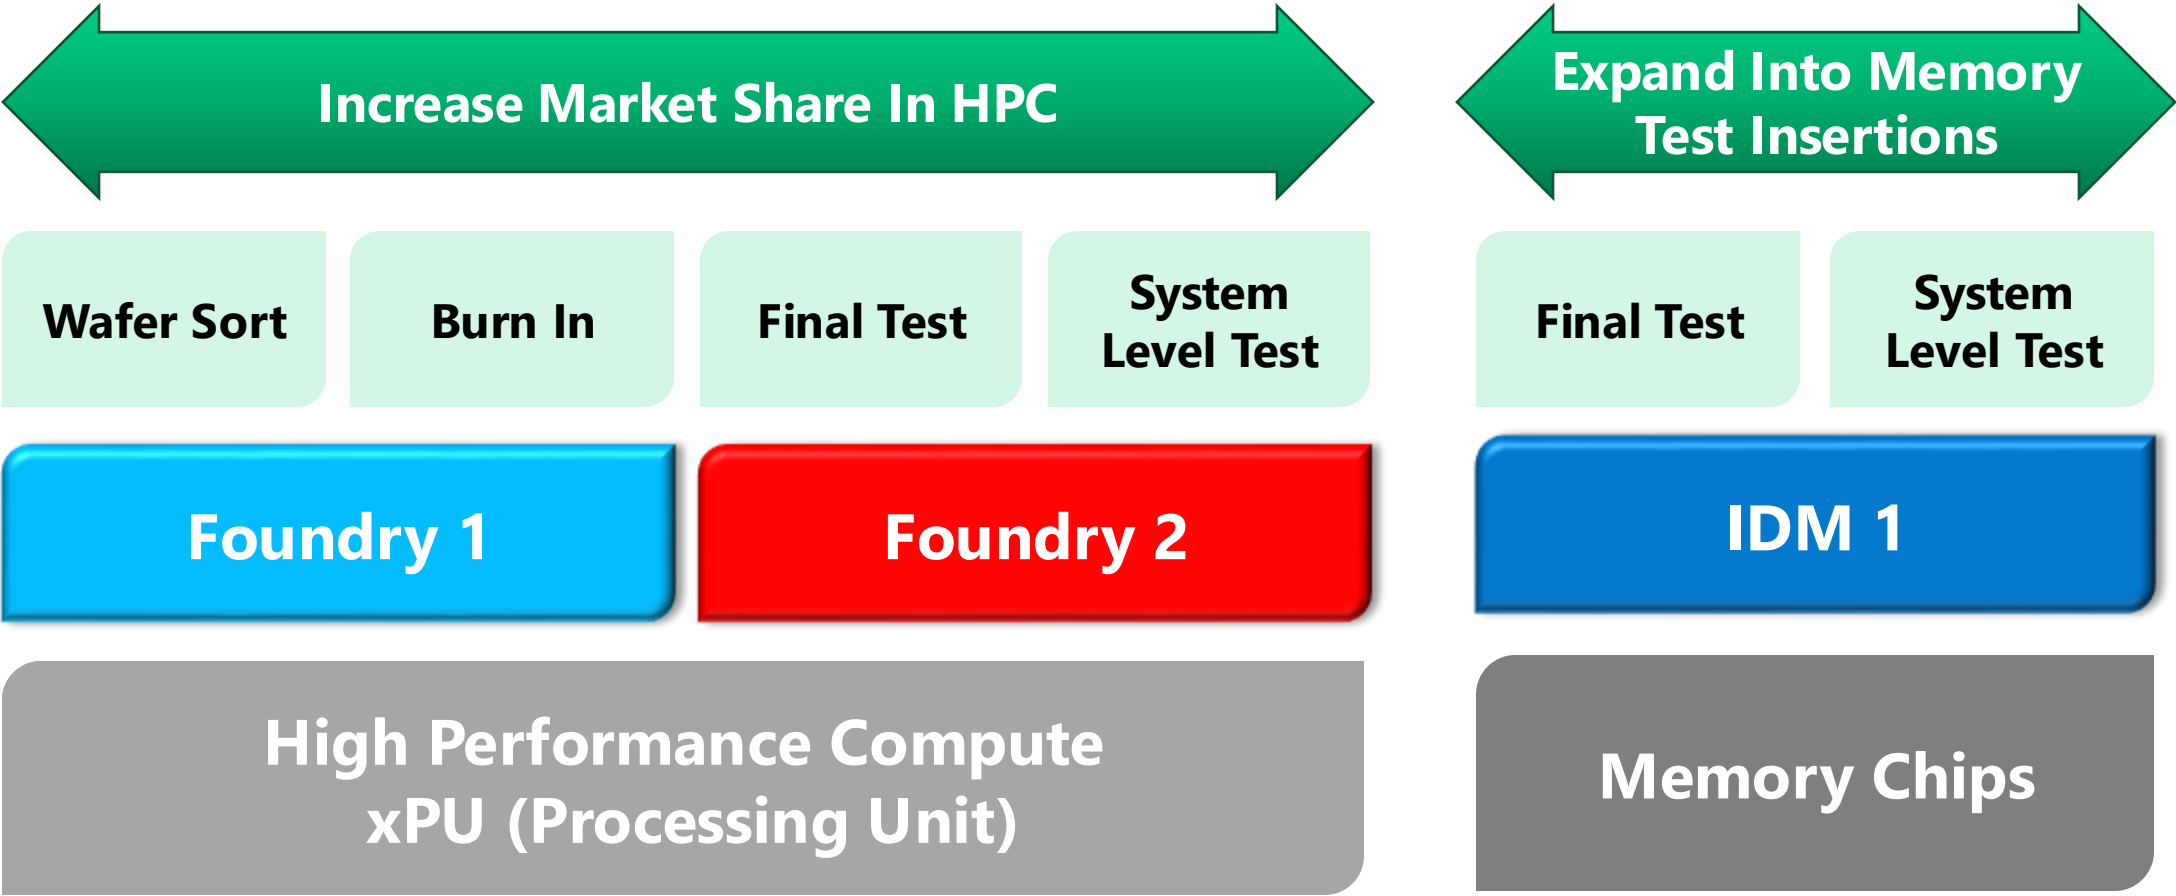 Increase Market Share In HPC
Expand Into Memory
Test Insertions
Wafer Sort
Burn In
Final Test
System
Level Test
Final Test
System
Level Test
Foundry 1
Foundry 2
IDM 1
High Performance Compute
xPU (Processing Unit)
Memory Chips